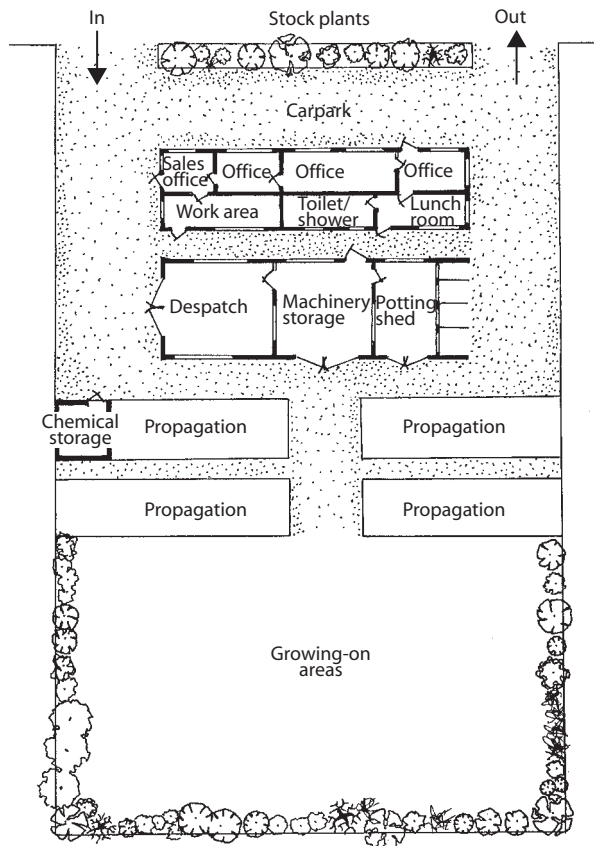 In
Stock plants
Out
Carpark
Sales
office
Office
Office
Office
Work area
Toilet/
shower
Lunch
room
Despatch
Machinery
storage
Potting
shed
Chemical
storage
Propagation
Propagation
Propagation
Propagation
Growing-on
areas